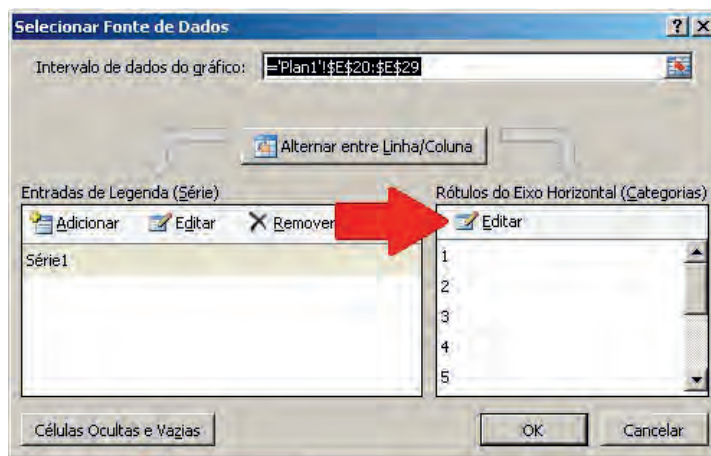 Selecionar Fonte de Dados
Intervalo de dados do gráfico: ='Plan1'!$E$20:$E$29
Alternar entre Linha/Coluna
Entradas de Legenda (Série)
Adicionar Editar Remover
Série1
Rótulos do Eixo Horizontal (Categorias)
Editar
1
2
3
4
5
Células Ocultas e Vazias
OK
Cancelar